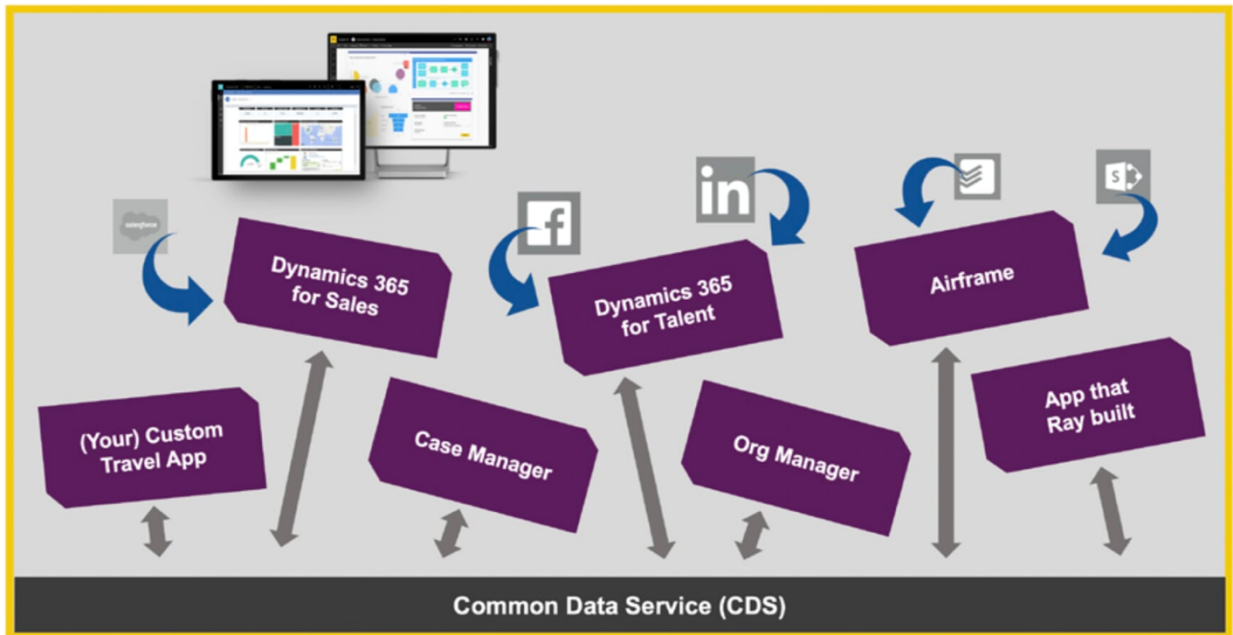 salesforce
in
Dynamics 365
for Sales
Dynamics 365
for Talent
Airframe
(Your) Custom
Travel App
Case Manager
Org Manager
App that
Ray built
Common Data Service (CDS)